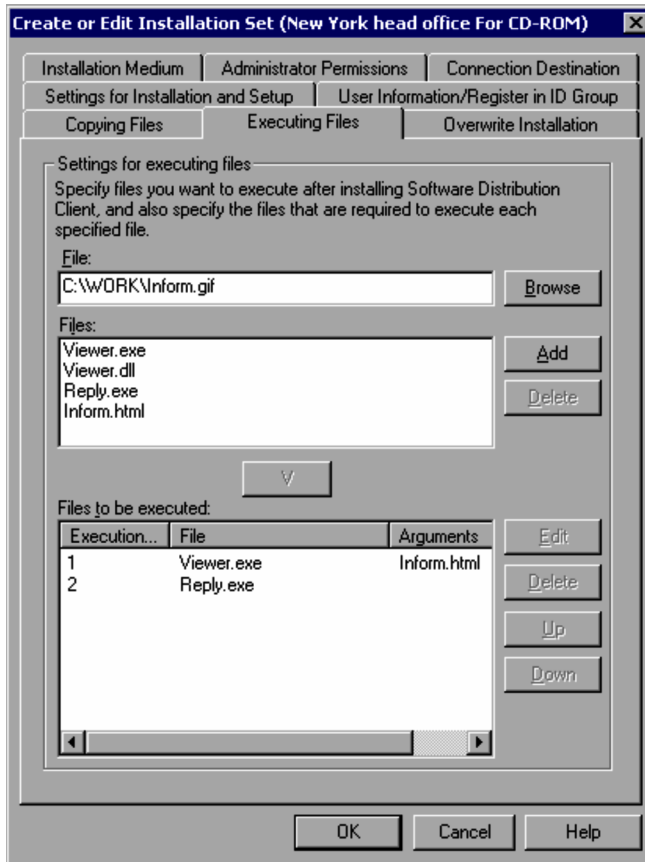 Create or Edit Installation Set (New York head office For CD-ROM)
Installation Medium
Administrator Permissions
Connection Destination
Settings for Installation and Setup
User Information/Register in ID Group
Copying Files
Executing Files
Overwrite Installation
Settings for executing files
Specify files you want to execute after installing Software Distribution
Client, and also specify the files that are required to execute each
specified file.
File:
C:\WORK\Inform.gif
Browse
Files:
Viewer.exe
Viewer.dll
Reply.exe
Inform.html
Add
Delete
V
Files to be executed:
Execution... File Arguments
1 Viewer.exe Inform.html
2 Reply.exe
Edit
Delete
Up
Down
OK
Cancel
Help